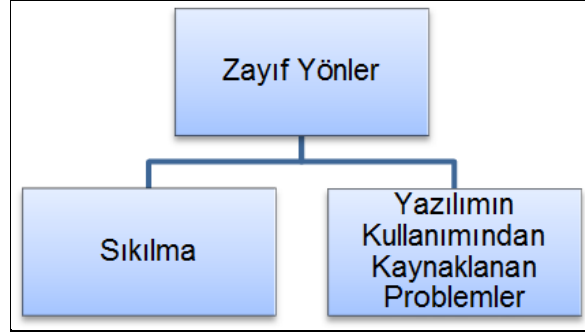 Zayıf Yönler
Sıkılma
Yazılımın
Kullanımından
Kaynaklanan
Problemler